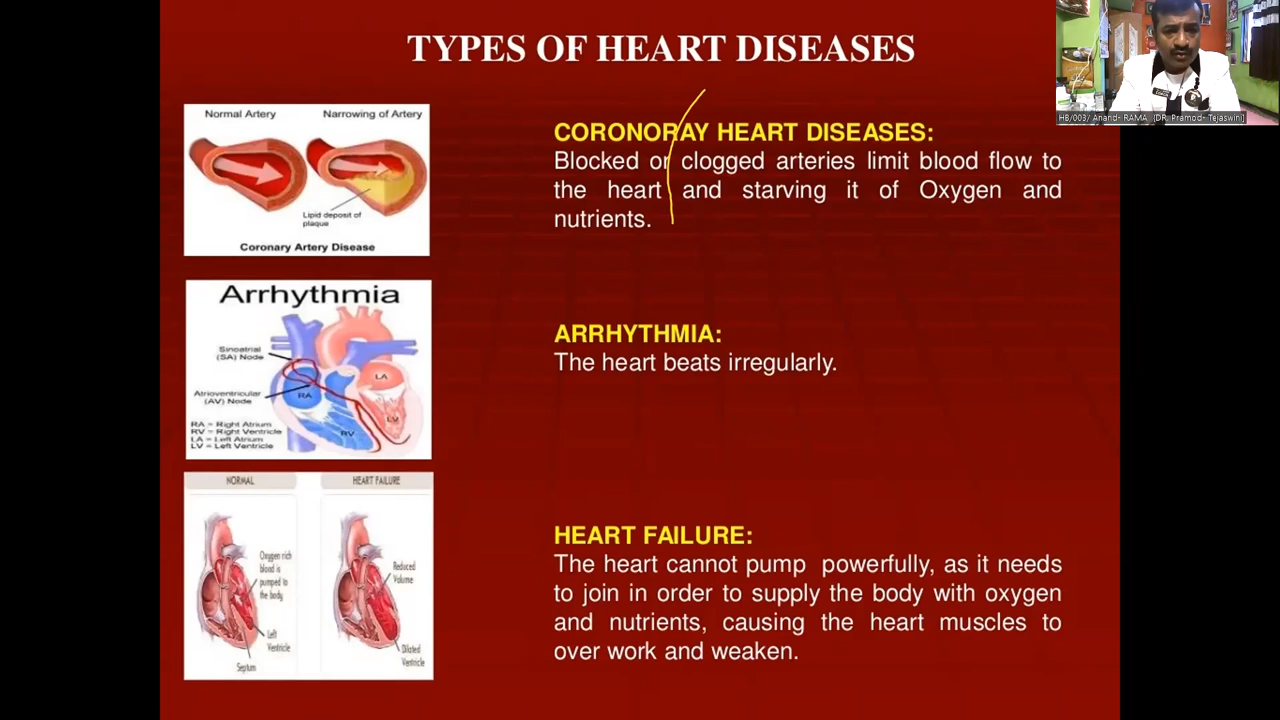 TYPES OF HEART DISEASES
HB/003/ Anand- RAMA [DR. Pramod- Tejaswini]
Normal Artery Narrowing of Artery
Lipid deposit of
plaque
Coronary Artery Disease
CORONORAY HEART DISEASES:
Blocked or clogged arteries limit blood flow to
the heart and starving it of Oxygen and
nutrients.
Arrhythmia
Sinoatrial
(SA) Node
Atrioventricular
(AV) Node
LA
RA
LV
RV
RA = Right Atrium
RV = Right Ventricle
LA = Left Atrium
LV = Left Ventricle
ARRHYTHMIA:
The heart beats irregularly.
NORMAL HEART FAILURE
Oxygen rich
blood is
pumped to
the body
Left
Ventricle
Septum
Reduced
Volume
Dilated
Ventricle
HEART FAILURE:
The heart cannot pump powerfully, as it needs
to join in order to supply the body with oxygen
and nutrients, causing the heart muscles to
over work and weaken.